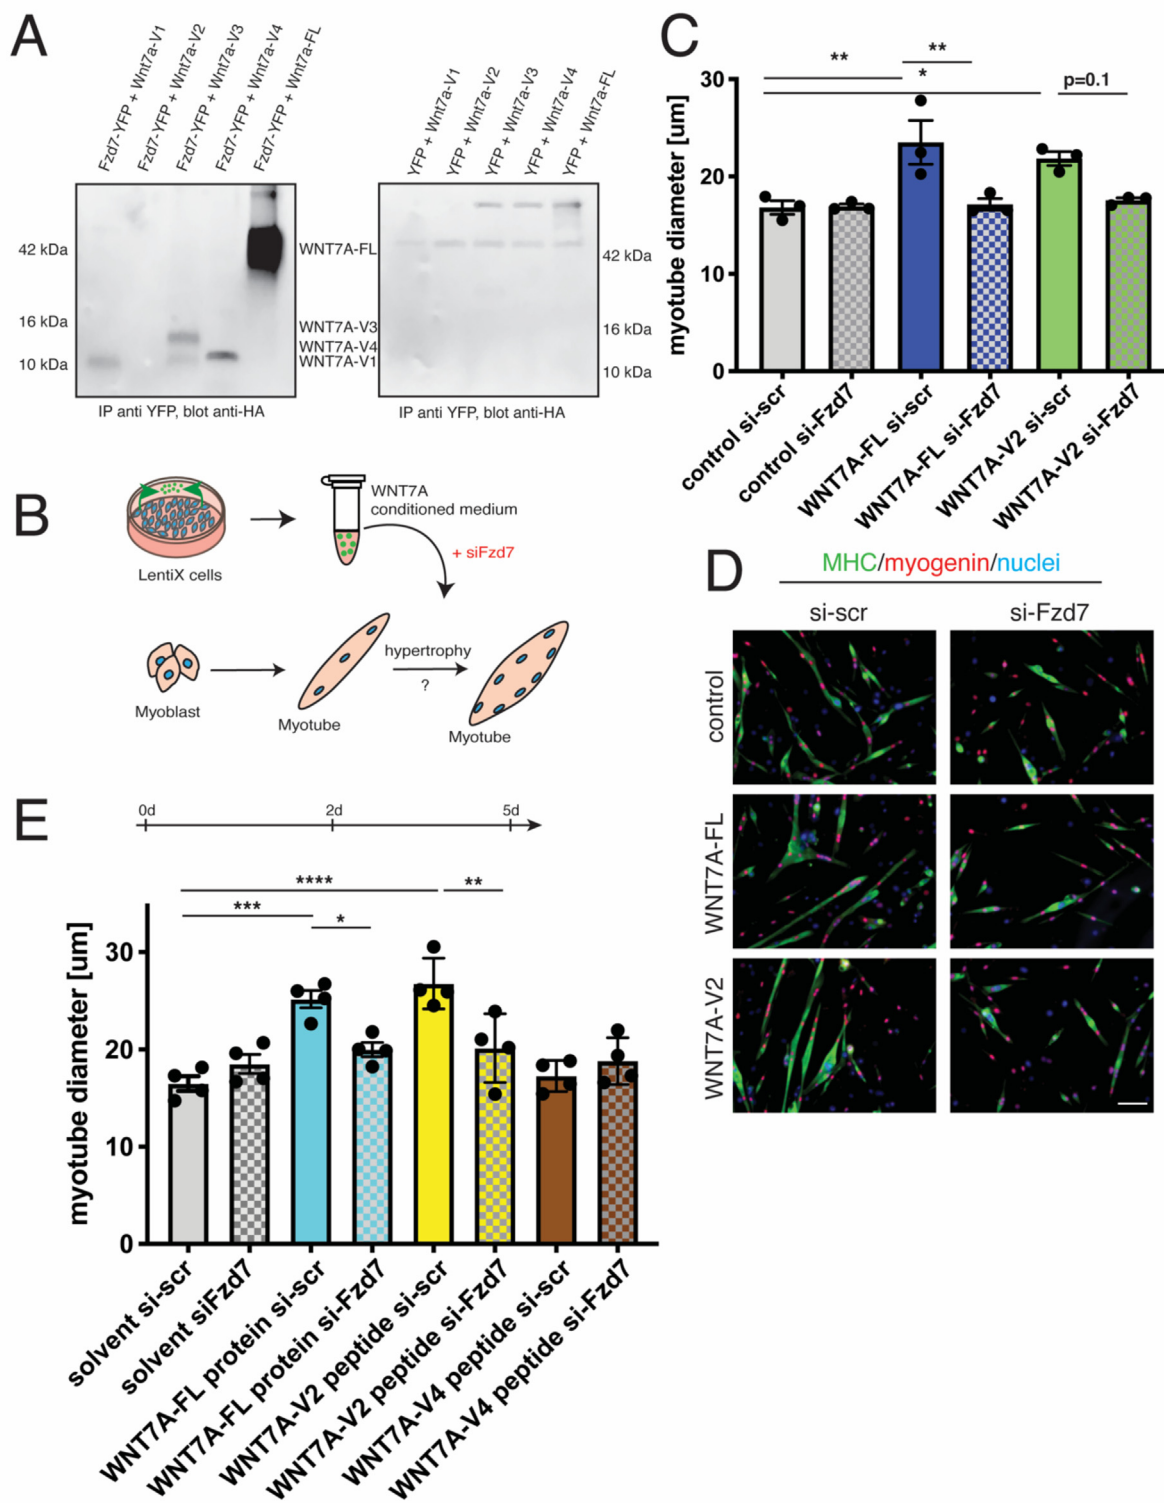 A
Fzd7-YFP + Wnt7a-V1
Fzd7-YFP + Wnt7a-V2
Fzd7-YFP + Wnt7a-V3
Fzd7-YFP + Wnt7a-V4
Fzd7-YFP + Wnt7a-FL
YFP + Wnt7a-V1
YFP + Wnt7a-V2
YFP + Wnt7a-V3
YFP + Wnt7a-V4
YFP + Wnt7a-FL
42 kDa
16 kDa
10 kDa
WNT7A-FL
WNT7A-V3
WNT7A-V4
WNT7A-V1
42 kDa
16 kDa
10 kDa
IP anti YFP, blot anti-HA
IP anti YFP, blot anti-HA
B
LentiX cells
WNT7A
conditioned medium
+ siFzd7
Myoblast
Myotube
hypertrophy
?
Myotube
0d
2d
5d
C
**
**
*
p=0.1
myotube diameter [um]
30
20
10
0
control si-scr
control si-Fzd7
WNT7A-FL si-scr
WNT7A-FL si-Fzd7
WNT7A-V2 si-scr
WNT7A-V2 si-Fzd7
D
MHC/myogenin/nuclei
si-scr
si-Fzd7
control
WNT7A-FL
WNT7A-V2
E
****
**
***
*
myotube diameter [um]
30
20
10
0
solvent si-scr
solvent siFzd7
WNT7A-FL protein si-scr
WNT7A-FL protein si-Fzd7
WNT7A-V2 peptide si-scr
WNT7A-V2 peptide si-Fzd7
WNT7A-V4 peptide si-scr
WNT7A-V4 peptide si-Fzd7